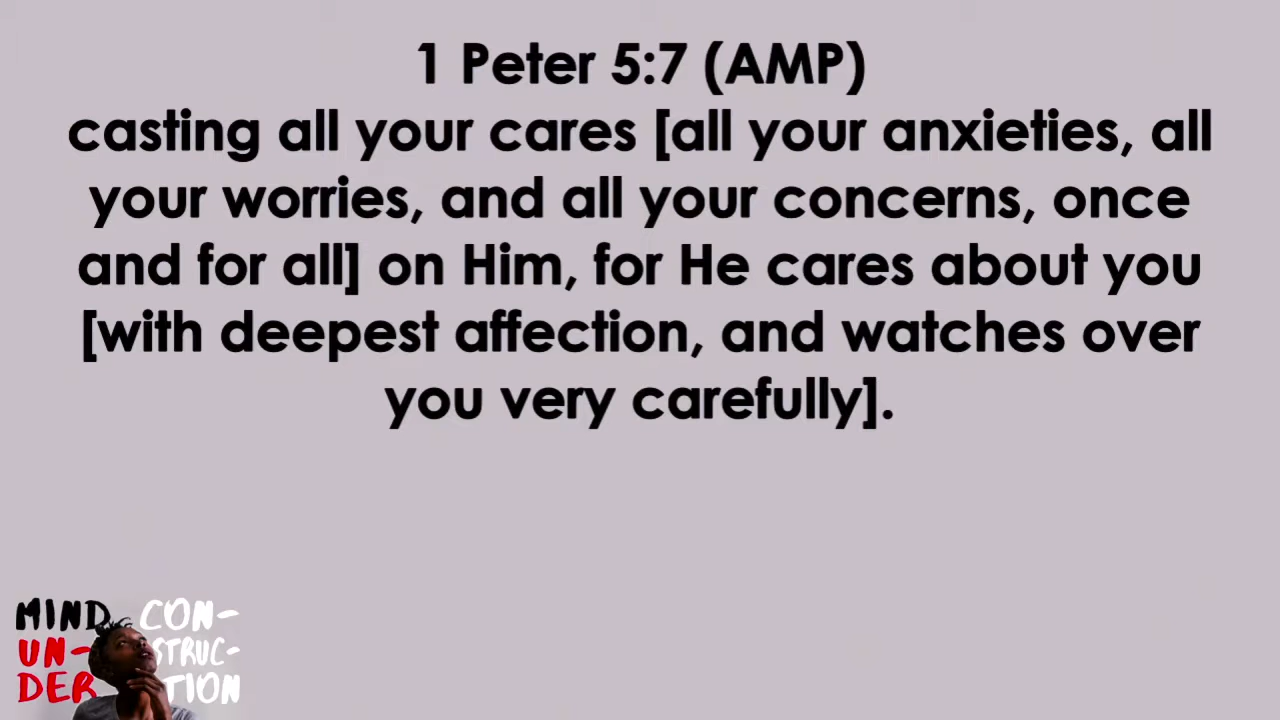 1 Peter 5:7 (AMP)
casting all your cares [all your anxieties, all
your worries, and all your concerns, once
and for all] on Him, for He cares about you
[with deepest affection, and watches over
you very carefully].
MIND CON-
UN- STRUC-
DER TION